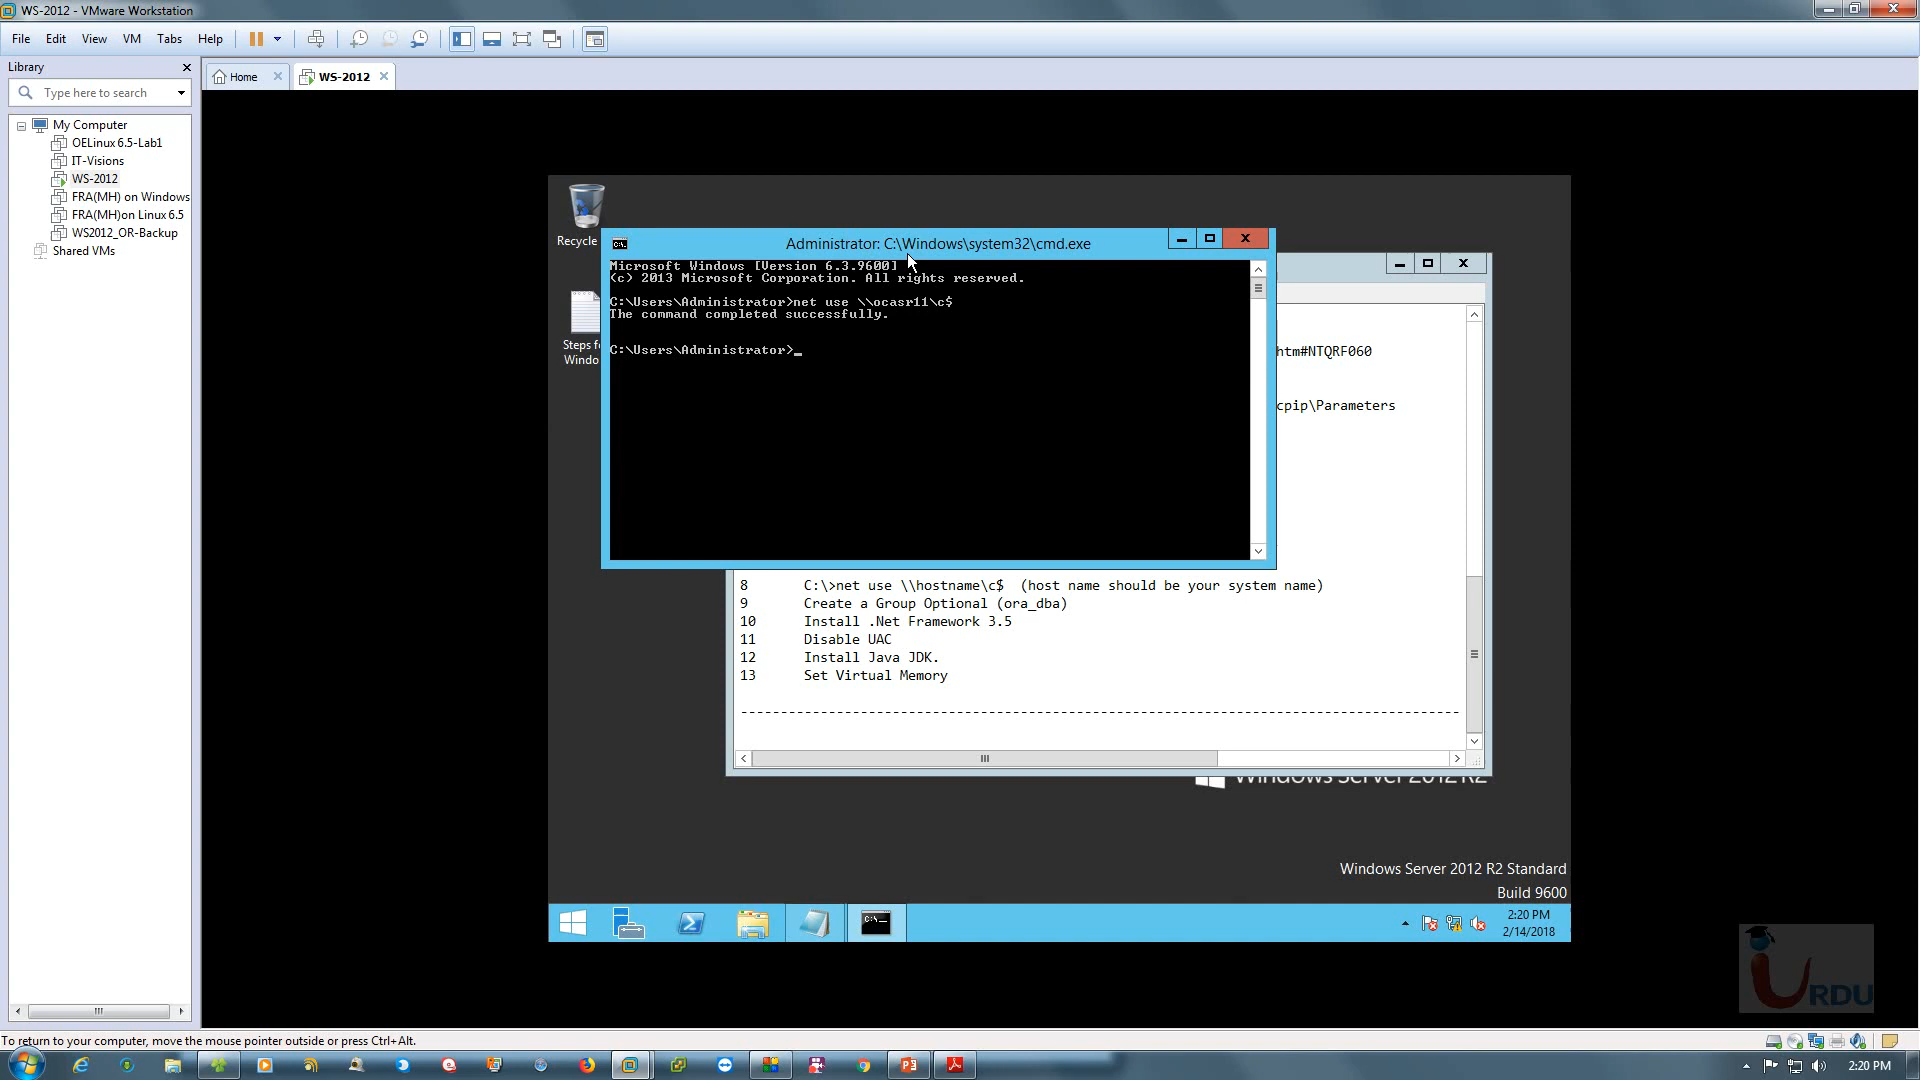 WS-2012 - VMware Workstation
File Edit View VM Tabs Help
Library
Home
WS-2012
Type here to search
My Computer
OELinux 6.5-Lab1
IT-Visions
WS-2012
FRA(MH) on Windows
FRA(MH)on Linux 6.5
WS2012_OR-Backup
Shared VMs
Recycle
Steps f
Windo
Administrator: C:\Windows\system32\cmd.exe
Microsoft Windows [Version 6.3.9600]
(c) 2013 Microsoft Corporation. All rights reserved.
C:\Users\Administrator>net use \\ocasr11\c$
The command completed successfully.
C:\Users\Administrator>_
htm#NTQRF060
cpip\Parameters
8 C:\>net use \\hostname\c$ (host name should be your system name)
9 Create a Group Optional (ora_dba)
10 Install .Net Framework 3.5
11 Disable UAC
12 Install Java JDK.
13 Set Virtual Memory
-----------------------------------------------------------------------------------------
Windows Server 2012 R2
Windows Server 2012 R2 Standard
Build 9600
2:20 PM
2/14/2018
URDU
To return to your computer, move the mouse pointer outside or press Ctrl+Alt.
2:20 PM